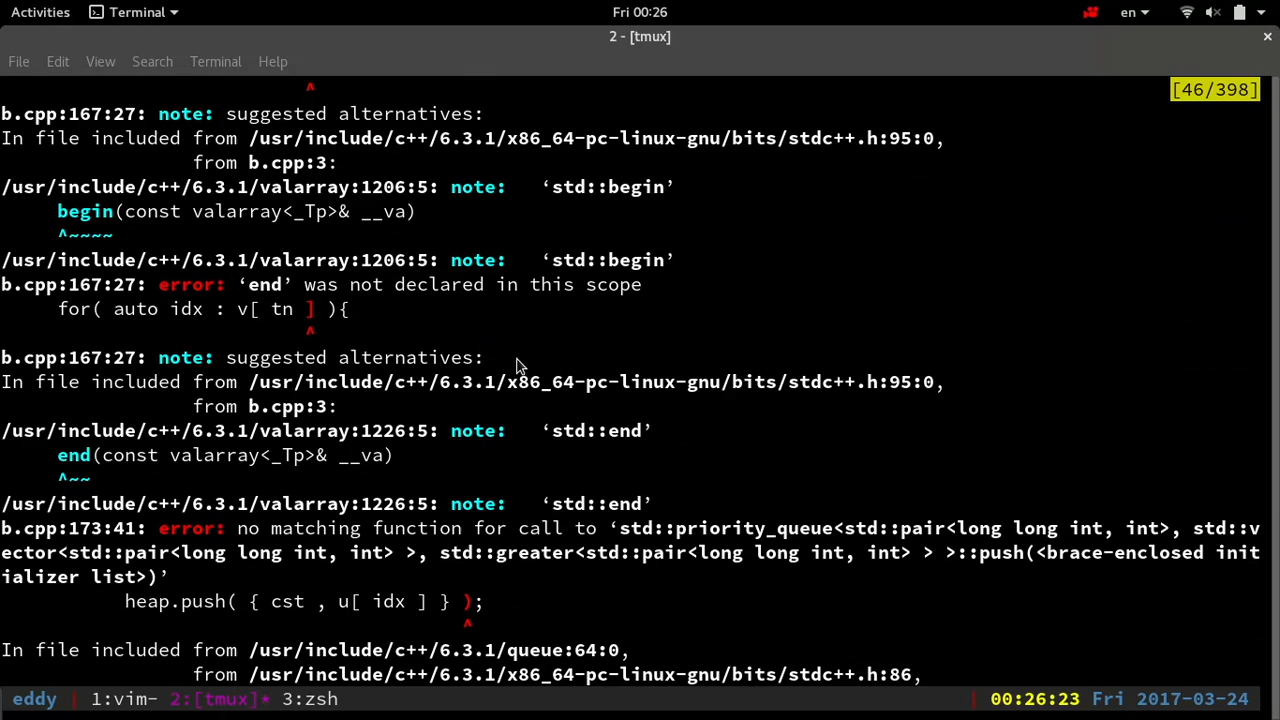 Activities Terminal Fri 00:26 en
2 - [tmux] ×
File Edit View Search Terminal Help
^ [46/398]
b.cpp:167:27: note: suggested alternatives:
In file included from /usr/include/c++/6.3.1/x86_64-pc-linux-gnu/bits/stdc++.h:95:0,
from b.cpp:3:
/usr/include/c++/6.3.1/valarray:1206:5: note: ‘std::begin’
begin(const valarray<_Tp>& __va)
^~~~~
/usr/include/c++/6.3.1/valarray:1206:5: note: ‘std::begin’
b.cpp:167:27: error: ‘end’ was not declared in this scope
for( auto idx : v[ tn ] ){
^
b.cpp:167:27: note: suggested alternatives:
In file included from /usr/include/c++/6.3.1/x86_64-pc-linux-gnu/bits/stdc++.h:95:0,
from b.cpp:3:
/usr/include/c++/6.3.1/valarray:1226:5: note: ‘std::end’
end(const valarray<_Tp>& __va)
^~~
/usr/include/c++/6.3.1/valarray:1226:5: note: ‘std::end’
b.cpp:173:41: error: no matching function for call to ‘std::priority_queue<std::pair<long long int, int>, std::v
ector<std::pair<long long int, int> >, std::greater<std::pair<long long int, int> > >::push(<brace-enclosed init
ializer list>)’
heap.push( { cst , u[ idx ] } );
^
In file included from /usr/include/c++/6.3.1/queue:64:0,
from /usr/include/c++/6.3.1/x86_64-pc-linux-gnu/bits/stdc++.h:86,
eddy | 1:vim- 2:[tmux]* 3:zsh | 00:26:23 Fri 2017-03-24